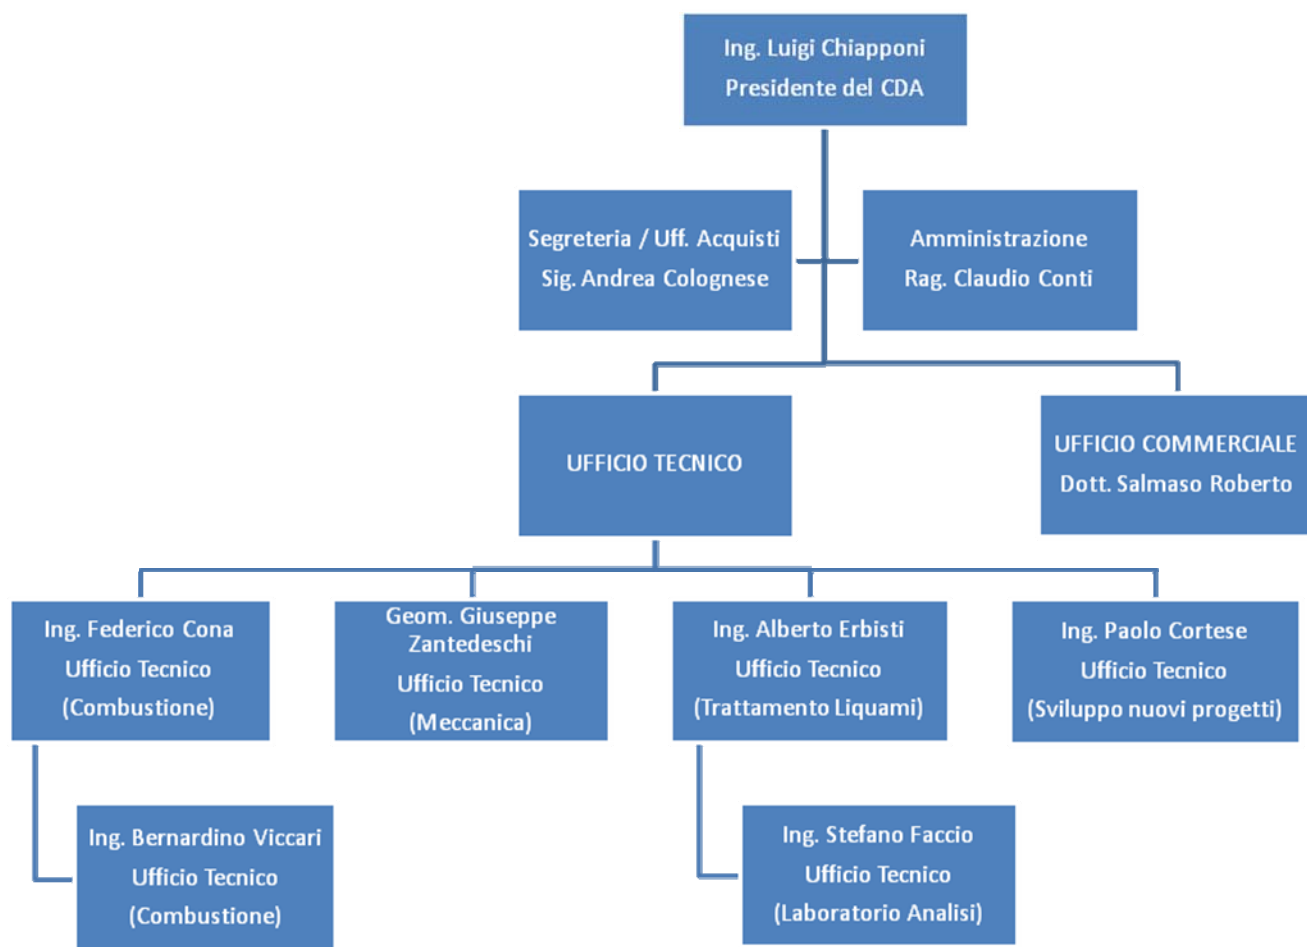 Ing. Luigi Chiapponi
Presidente del CDA
Segreteria / Uff. Acquisti
Sig. Andrea Colognese
Amministrazione
Rag. Claudio Conti
UFFICIO TECNICO
UFFICIO COMMERCIALE
Dott. Salmaso Roberto
Ing. Federico Cona
Ufficio Tecnico
(Combustione)
Geom. Giuseppe
Zantedeschi
Ufficio Tecnico
(Meccanica)
Ing. Alberto Erbisti
Ufficio Tecnico
(Trattamento Liquami)
Ing. Paolo Cortese
Ufficio Tecnico
(Sviluppo nuovi progetti)
Ing. Bernardino Viccari
Ufficio Tecnico
(Combustione)
Ing. Stefano Faccio
Ufficio Tecnico
(Laboratorio Analisi)